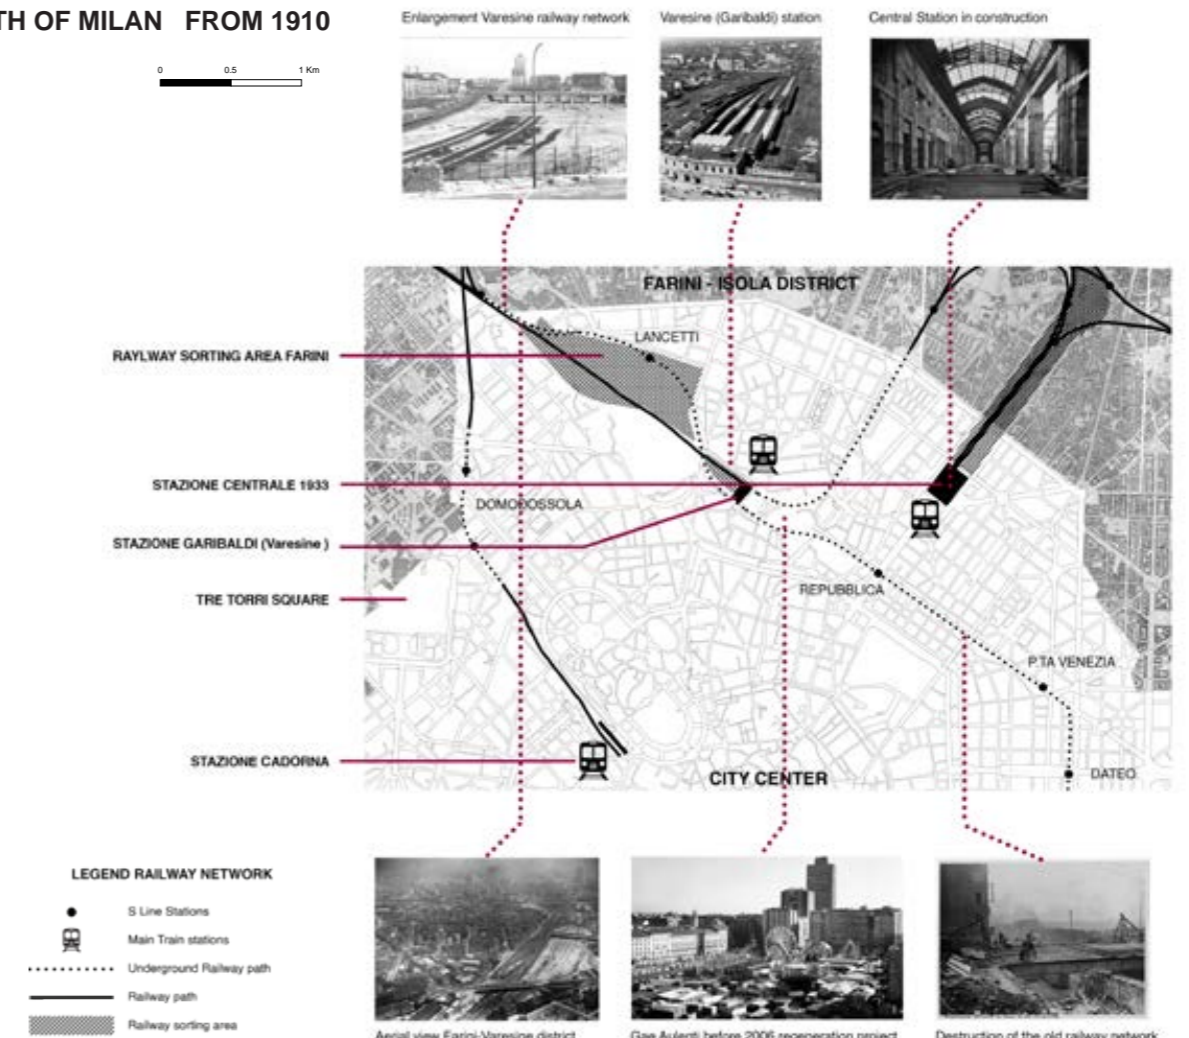 TH OF MILAN FROM 1910
0 0.5 1 Km
Enlargement Varesine railway network
Varesine (Garibaldi) station
Central Station in construction
FARINI - ISOLA DISTRICT
LANCETTI
RAYLWAY SORTING AREA FARINI
STAZIONE CENTRALE 1933
DOMODOSSOLA
STAZIONE GARIBALDI (Varesine )
REPUBBLICA
TRE TORRI SQUARE
P.TA VENEZIA
STAZIONE CADORNA
CITY CENTER
DATEO
LEGEND RAILWAY NETWORK
S Line Stations
Main Train stations
Underground Railway path
Railway path
Railway sorting area
Aerial view Farini-Varesine district
Gae Aulenti before 2006 regeneration project
Destruction of the old railway network